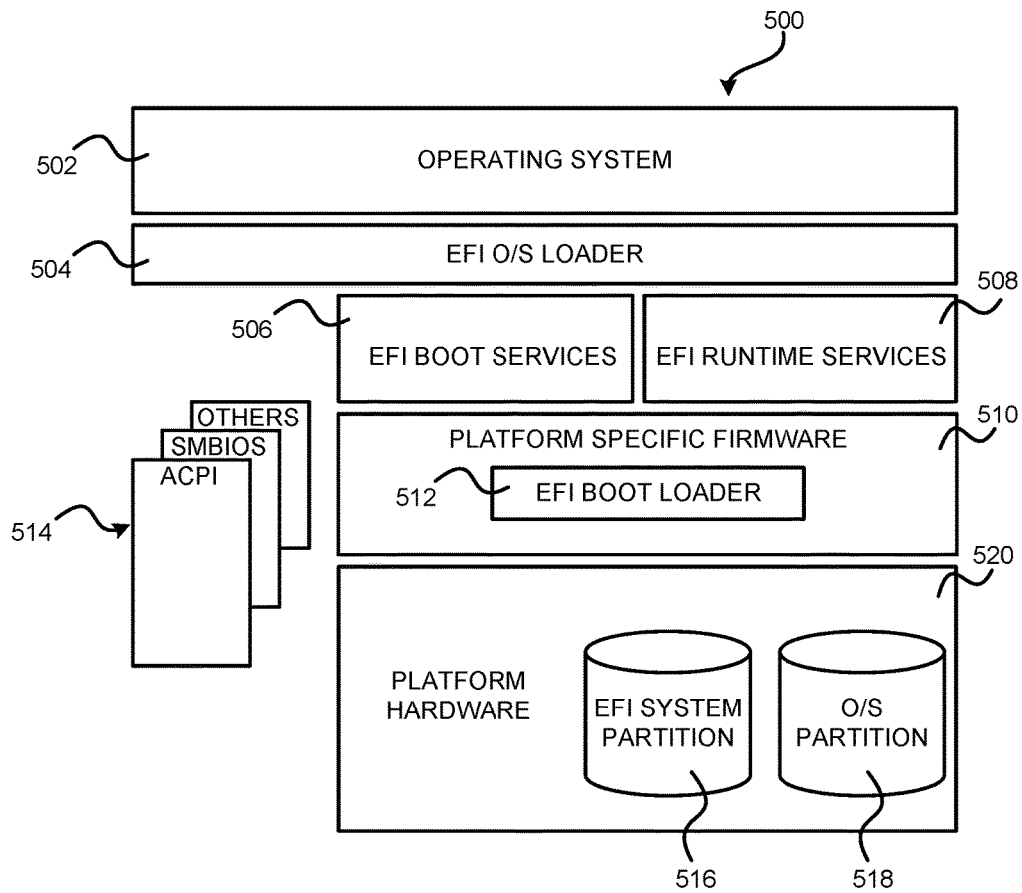 500
502
OPERATING SYSTEM
504
EFI O/S LOADER
506
508
EFI BOOT SERVICES
EFI RUNTIME SERVICES
OTHERS
SMBIOS
ACPI
510
PLATFORM SPECIFIC FIRMWARE
512
EFI BOOT LOADER
514
520
PLATFORM
HARDWARE
EFI SYSTEM
PARTITION
O/S
PARTITION
516
518